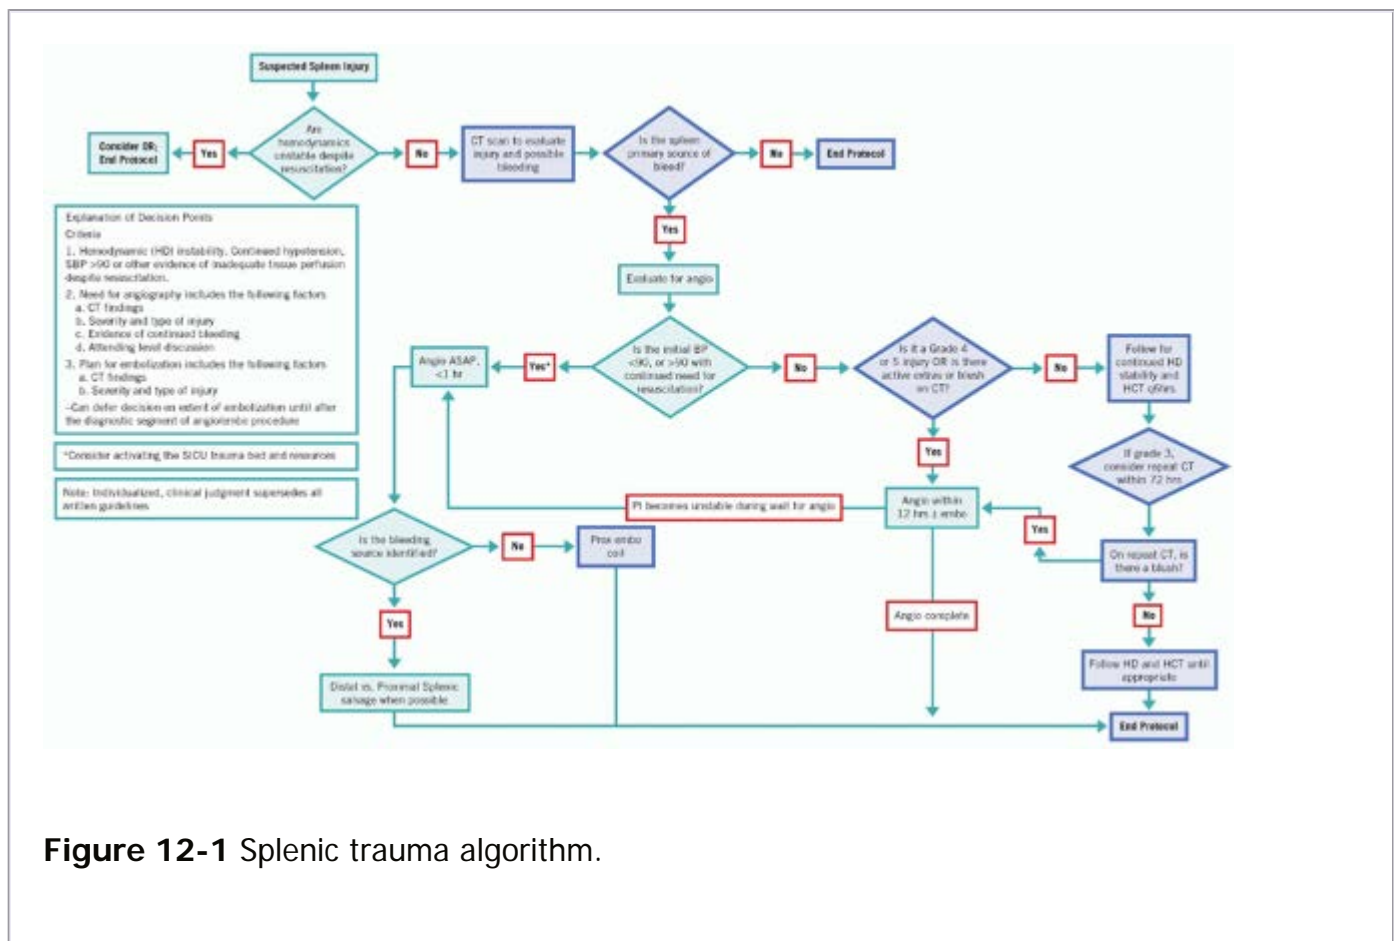 Suspected Spleen Injury
Are
hemodynamics
unstable despite
resuscitation?
Yes
Consider OR;
End Protocol
No
CT scan to evaluate
injury and possible
bleeding
Is the spleen
primary source of
bleed?
No
End Protocol
Yes
Evaluate for angio
Explanation of Decision Points
Criteria
1. Hemodynamic (HD) instability. Continued hypotension,
SBP >90 or other evidence of inadequate tissue perfusion
despite resuscitation.
2. Need for angiography includes the following factors
a. CT findings
b. Severity and type of injury
c. Evidence of continued bleeding
d. Attending level discussion
3. Plan for embolization includes the following factors
a. CT findings
b. Severity and type of injury
–Can defer decision on extent of embolization until after
the diagnostic segment of angio/embo procedure
*Consider activating the SICU trauma bed and resources
Note: Individualized, clinical judgment supersedes all
written guidelines
Is the initial BP
<90, or >90 with
continued need for
resuscitation?
Yes*
Angio ASAP,
<1 hr
No
Is it a Grade 4
or 5 injury OR is there
active extrav or blush
on CT?
No
Follow for
continued HD
stability and
HCT q6hrs.
Yes
If grade 3,
consider repeat CT
within 72 hrs
Angio within
12 hrs ± embo
Pt becomes unstable during wait for angio
Yes
On repeat CT, is
there a blush?
Is the bleeding
source identified?
No
Prox embo
coil
Yes
Angio complete
No
Distal vs. Proximal Splenic
salvage when possible
Follow HD and HCT until
appropriate
End Protocol
Figure 12-1 Splenic trauma algorithm.